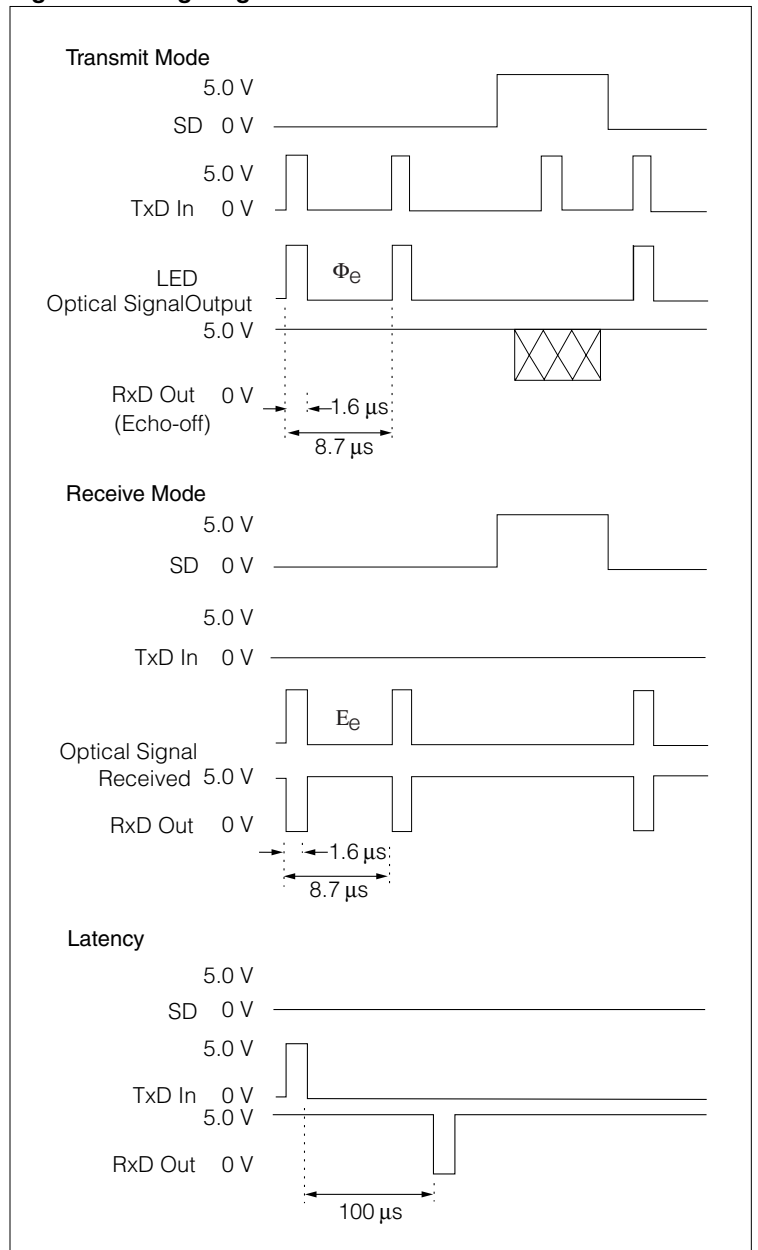 Transmit Mode
5.0 V
SD 0 V
5.0 V
TxD In 0 V
LED
Φe
Optical SignalOutput
5.0 V
RxD Out 0 V
(Echo-off)
1.6 µs
8.7 µs
Receive Mode
5.0 V
SD 0 V
5.0 V
TxD In 0 V
Ee
Optical Signal
Received 5.0 V
RxD Out 0 V
1.6 µs
8.7 µs
Latency
5.0 V
SD 0 V
5.0 V
TxD In 0 V
5.0 V
RxD Out 0 V
100 µs